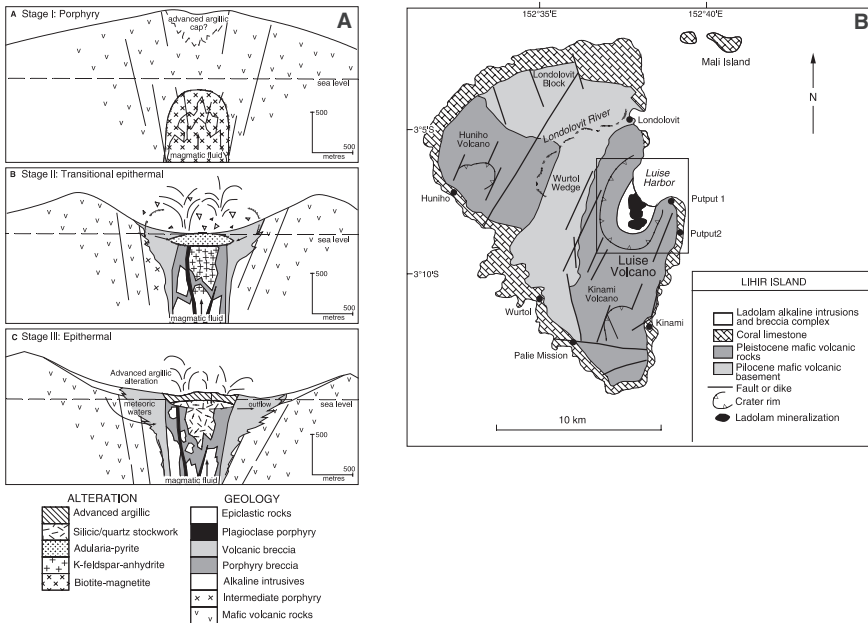 A
A Stage I: Porphyry
advanced argillic
cap?
sea level
500
500
metres
magmatic fluid
B Stage II: Transitional epithermal
sea level
500
500
metres
magmatic fluid
C Stage III: Epithermal
Advanced argillic
alteration
meteoric
waters
outflow
sea level
500
500
metres
magmatic fluid
ALTERATION
Advanced argillic
Silicic/quartz stockwork
Adularia-pyrite
K-feldspar-anhydrite
Biotite-magnetite
GEOLOGY
Epiclastic rocks
Plagioclase porphyry
Volcanic breccia
Porphyry breccia
Alkaline intrusives
Intermediate porphyry
Mafic volcanic rocks
152°35'E
152°40'E
B
Mali Island
N
Londolovit
Block
Londolovit River
Londolovit
3°5'S
Huniho
Volcano
Wurtol
Wedge
Luise
Harbor
Huniho
Putput 1
Putput2
Luise
Volcano
3°10'S
Kinami
Volcano
Wurtol
Kinami
Palie Mission
10 km
LIHIR ISLAND
Ladolam alkaline intrusions
and breccia complex
Coral limestone
Pleistocene mafic volcanic
rocks
Pilocene mafic volcanic
basement
Fault or dike
Crater rim
Ladolam mineralization